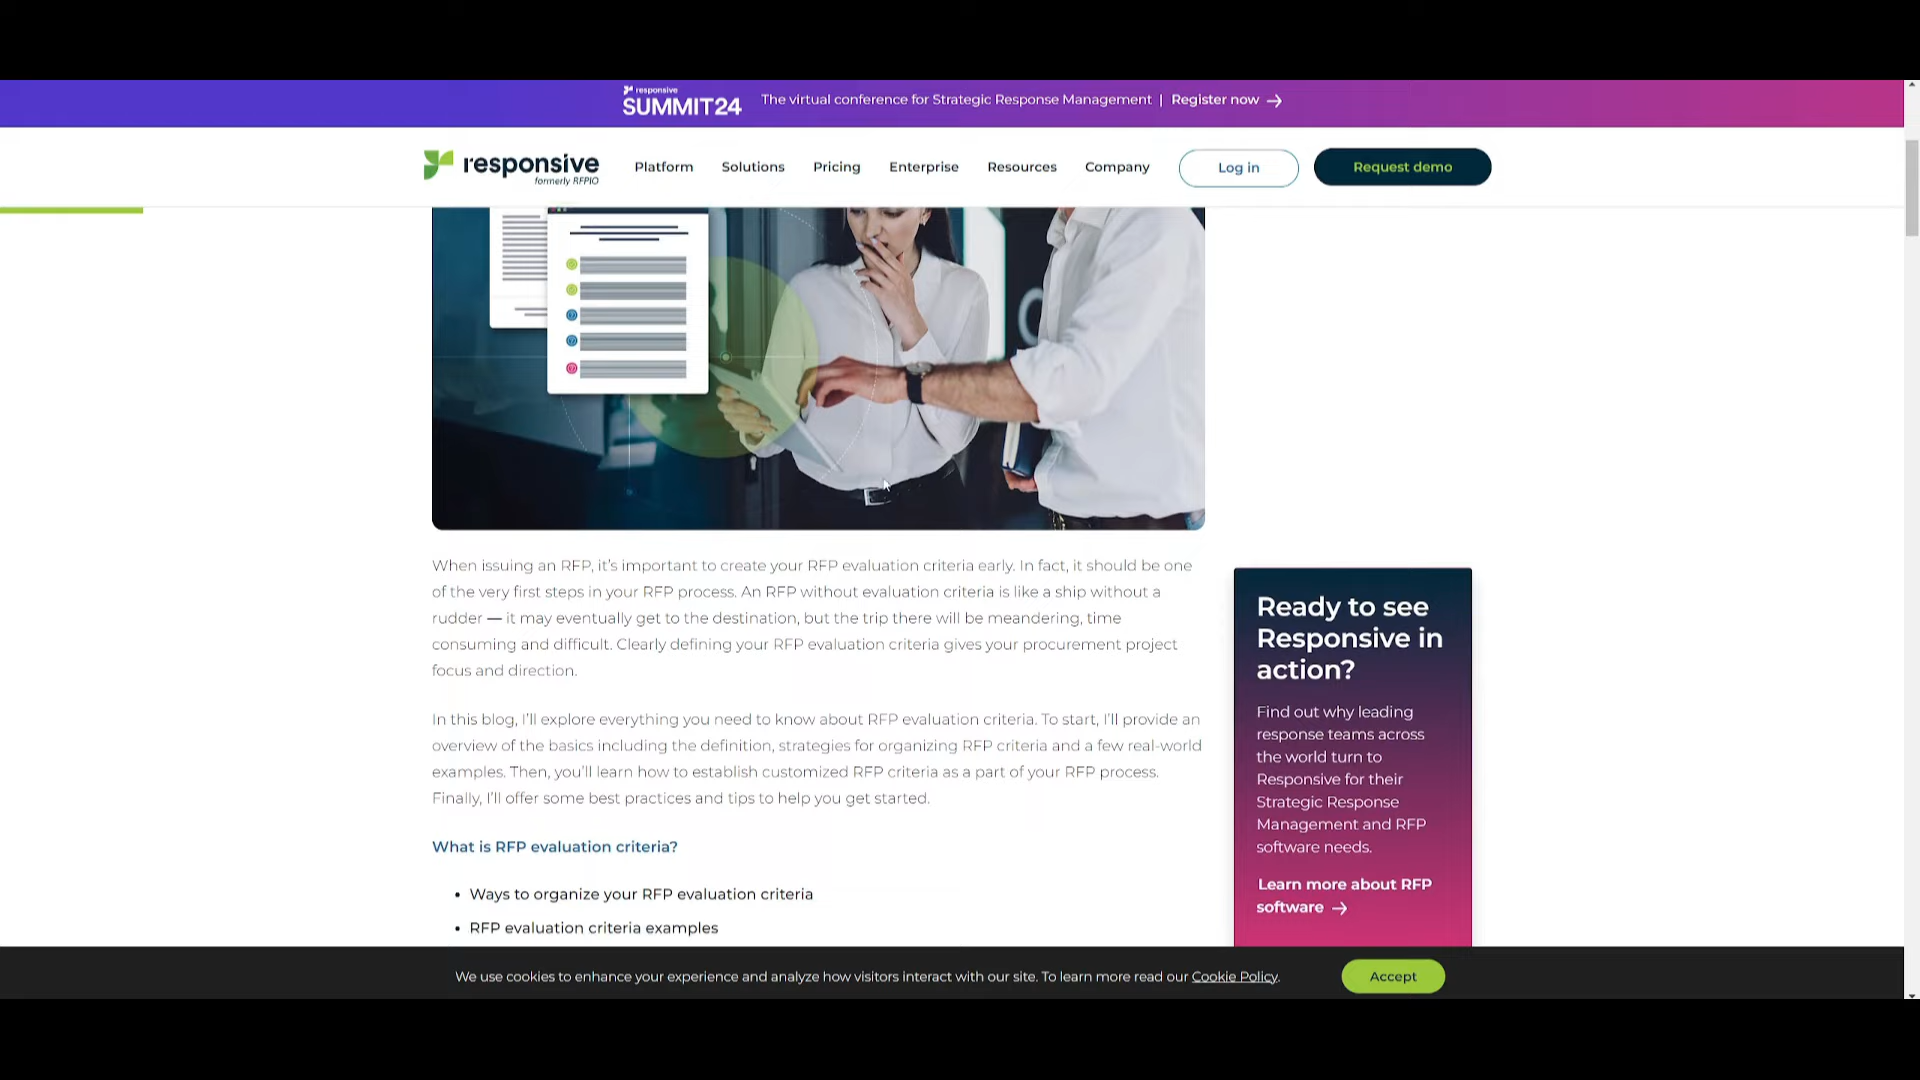 responsive
SUMMIT24
The virtual conference for Strategic Response Management | Register now →
responsive
formerly RFPIO
Platform
Solutions
Pricing
Enterprise
Resources
Company
Log in
Request demo
When issuing an RFP, it's important to create your RFP evaluation criteria early. In fact, it should be one
of the very first steps in your RFP process. An RFP without evaluation criteria is like a ship without a
rudder — it may eventually get to the destination, but the trip there will be meandering, time
consuming and difficult. Clearly defining your RFP evaluation criteria gives your procurement project
focus and direction.
In this blog, I'll explore everything you need to know about RFP evaluation criteria. To start, I'll provide an
overview of the basics including the definition, strategies for organizing RFP criteria and a few real-world
examples. Then, you'll learn how to establish customized RFP criteria as a part of your RFP process.
Finally, I'll offer some best practices and tips to help you get started.
What is RFP evaluation criteria?
• Ways to organize your RFP evaluation criteria
• RFP evaluation criteria examples
Ready to see
Responsive in
action?
Find out why leading
response teams across
the world turn to
Responsive for their
Strategic Response
Management and RFP
software needs.
Learn more about RFP
software →
We use cookies to enhance your experience and analyze how visitors interact with our site. To learn more read our Cookie Policy.
Accept